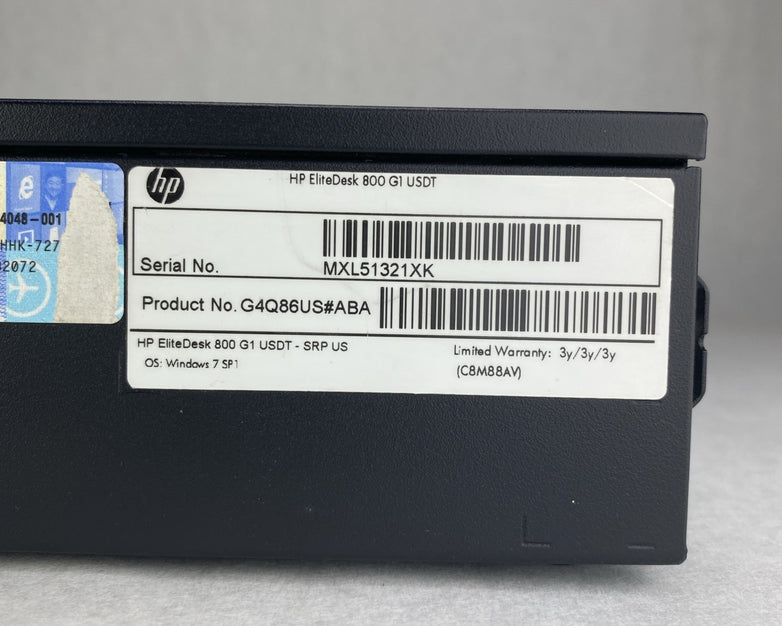 hp
HP EliteDesk 800 G1 USDT
4048-001
HHK-727
2072
Serial No.
MXL51321XK
Product No. G4Q86US#ABA
HP EliteDesk 800 G1 USDT - SRP US
OS: Windows 7 SP1
Limited Warranty: 3y/3y/3y
(C8M88AV)